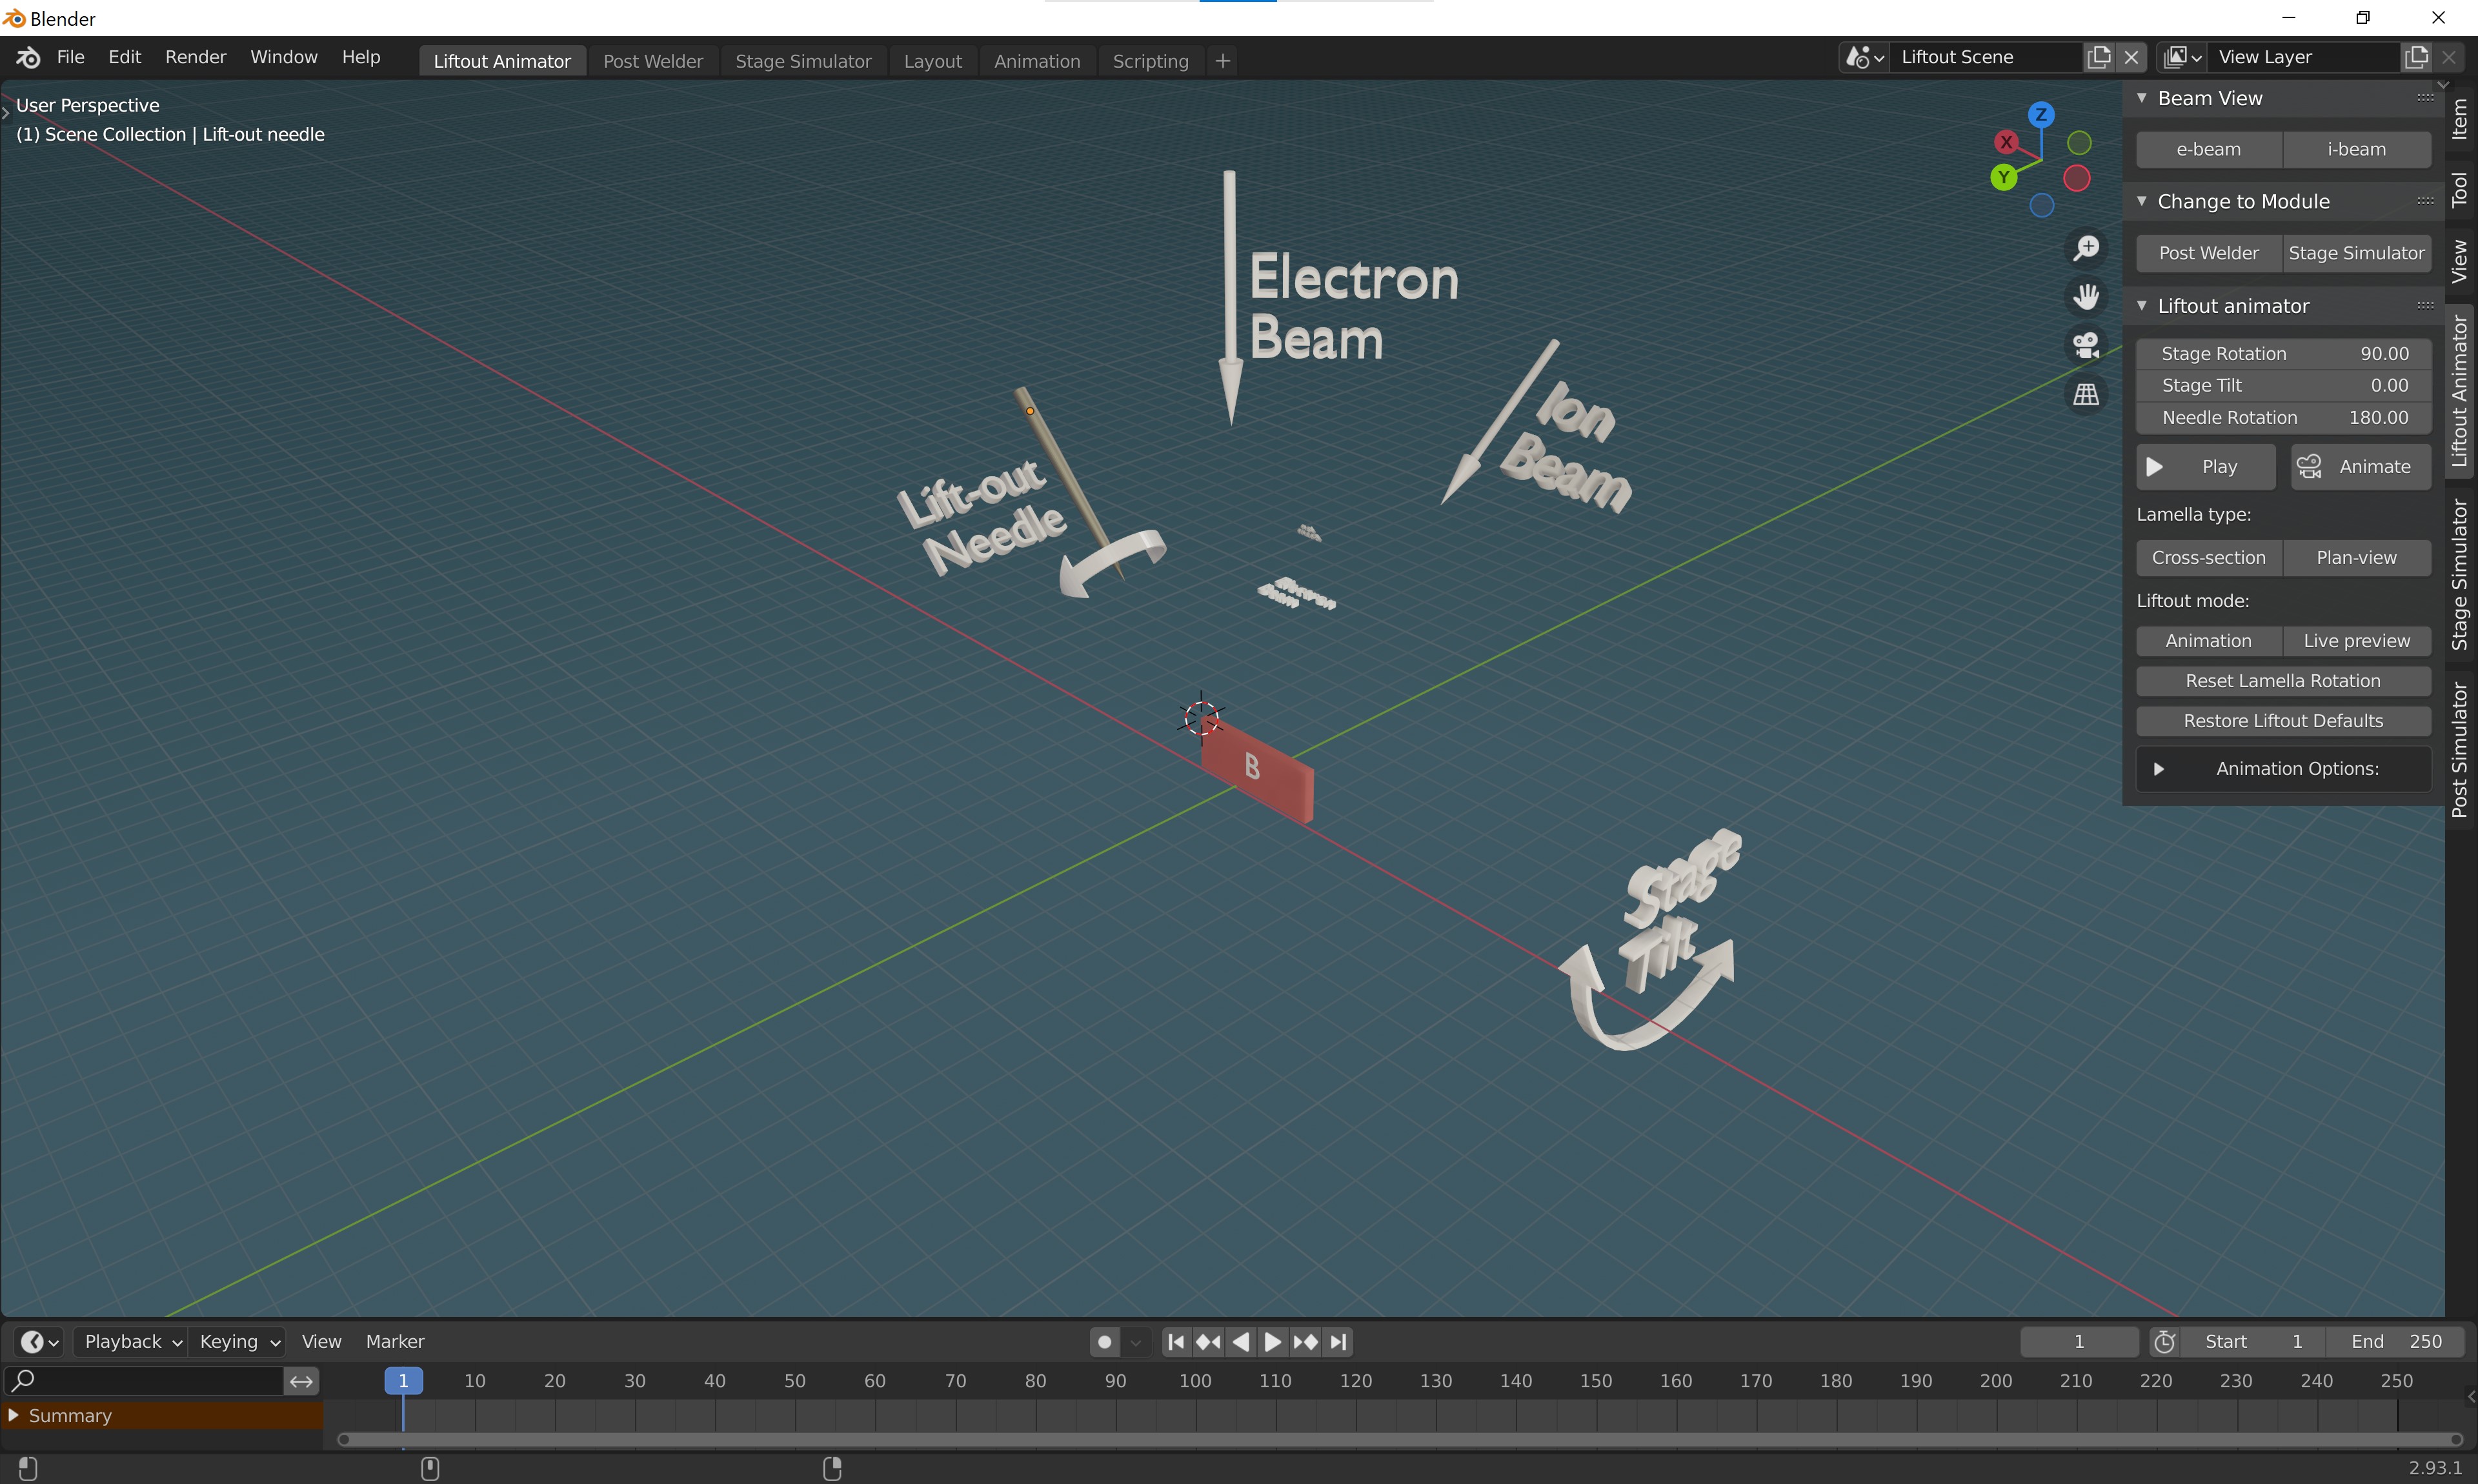 Blender
File Edit Render Window Help
Liftout Animator Post Welder Stage Simulator Layout Animation Scripting +
Liftout Scene
View Layer
User Perspective
(1) Scene Collection | Lift-out needle
Electron
Beam
Ion
Beam
Lift-out
Needle
B
Stage
Tilt
Z
X
Y
Beam View
e-beam i-beam
Change to Module
Post Welder Stage Simulator
Liftout animator
Stage Rotation 90.00
Stage Tilt 0.00
Needle Rotation 180.00
Play Animate
Lamella type:
Cross-section Plan-view
Liftout mode:
Animation Live preview
Reset Lamella Rotation
Restore Liftout Defaults
Animation Options:
Item
Tool
View
Liftout Animator
Stage Simulator
Post Simulator
Playback Keying View Marker
1 Start 1 End 250
1 10 20 30 40 50 60 70 80 90 100 110 120 130 140 150 160 170 180 190 200 210 220 230 240 250
Summary
2.93.1